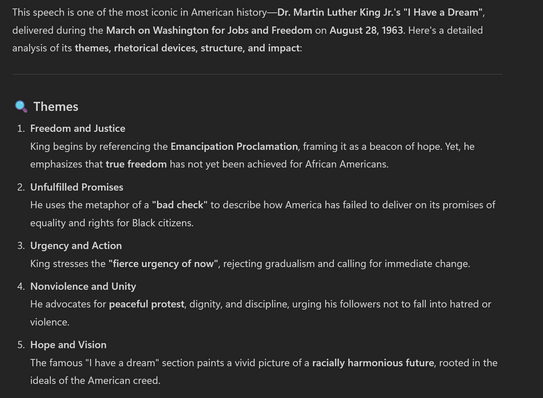 This speech is one of the most iconic in American history—Dr. Martin Luther King Jr.'s "I Have a Dream",
delivered during the March on Washington for Jobs and Freedom on August 28, 1963. Here's a detailed
analysis of its themes, rhetorical devices, structure, and impact:
Themes
1. Freedom and Justice
King begins by referencing the Emancipation Proclamation, framing it as a beacon of hope. Yet, he
emphasizes that true freedom has not yet been achieved for African Americans.
2. Unfulfilled Promises
He uses the metaphor of a "bad check" to describe how America has failed to deliver on its promises of
equality and rights for Black citizens.
3. Urgency and Action
King stresses the "fierce urgency of now", rejecting gradualism and calling for immediate change.
4. Nonviolence and Unity
He advocates for peaceful protest, dignity, and discipline, urging his followers not to fall into hatred or
violence.
5. Hope and Vision
The famous "I have a dream" section paints a vivid picture of a racially harmonious future, rooted in the
ideals of the American creed.